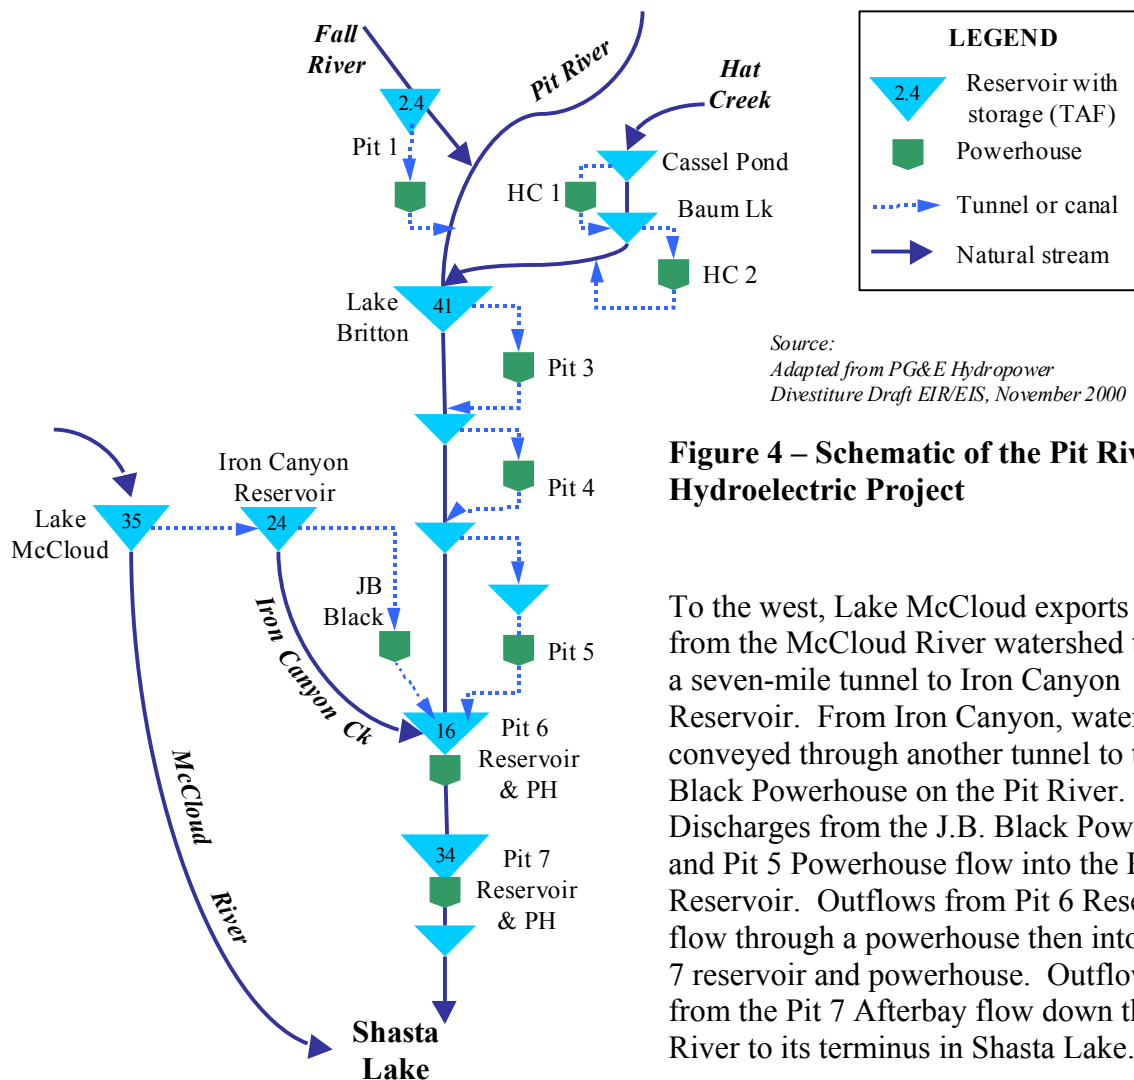 Fall
River
Pit River
Hat
Creek
LEGEND
2.4
Reservoir with
storage (TAF)
Powerhouse
Tunnel or canal
Natural stream
2.4
Pit 1
Cassel Pond
HC 1
Baum Lk
HC 2
Lake
Britton
41
Pit 3
Source:
Adapted from PG&E Hydropower
Divestiture Draft EIR/EIS, November 2000
Figure 4 – Schematic of the Pit
Hydroelectric Project
Pit 4
Iron Canyon
Reservoir
Lake
McCloud
35
24
JB
Black
Pit 5
Iron Canyon Ck
16
Pit 6
Reservoir
& PH
34
Pit 7
Reservoir
& PH
McCloud River
Shasta
Lake
To the west, Lake McCloud exports
from the McCloud River watershed
a seven-mile tunnel to Iron Canyon
Reservoir. From Iron Canyon, water
conveyed through another tunnel to
Black Powerhouse on the Pit River.
Discharges from the J.B. Black
and Pit 5 Powerhouse flow into the
Reservoir. Outflows from Pit 6
flow through a powerhouse then into
7 reservoir and powerhouse.
from the Pit 7 Afterbay flow down
River to its terminus in Shasta Lake.